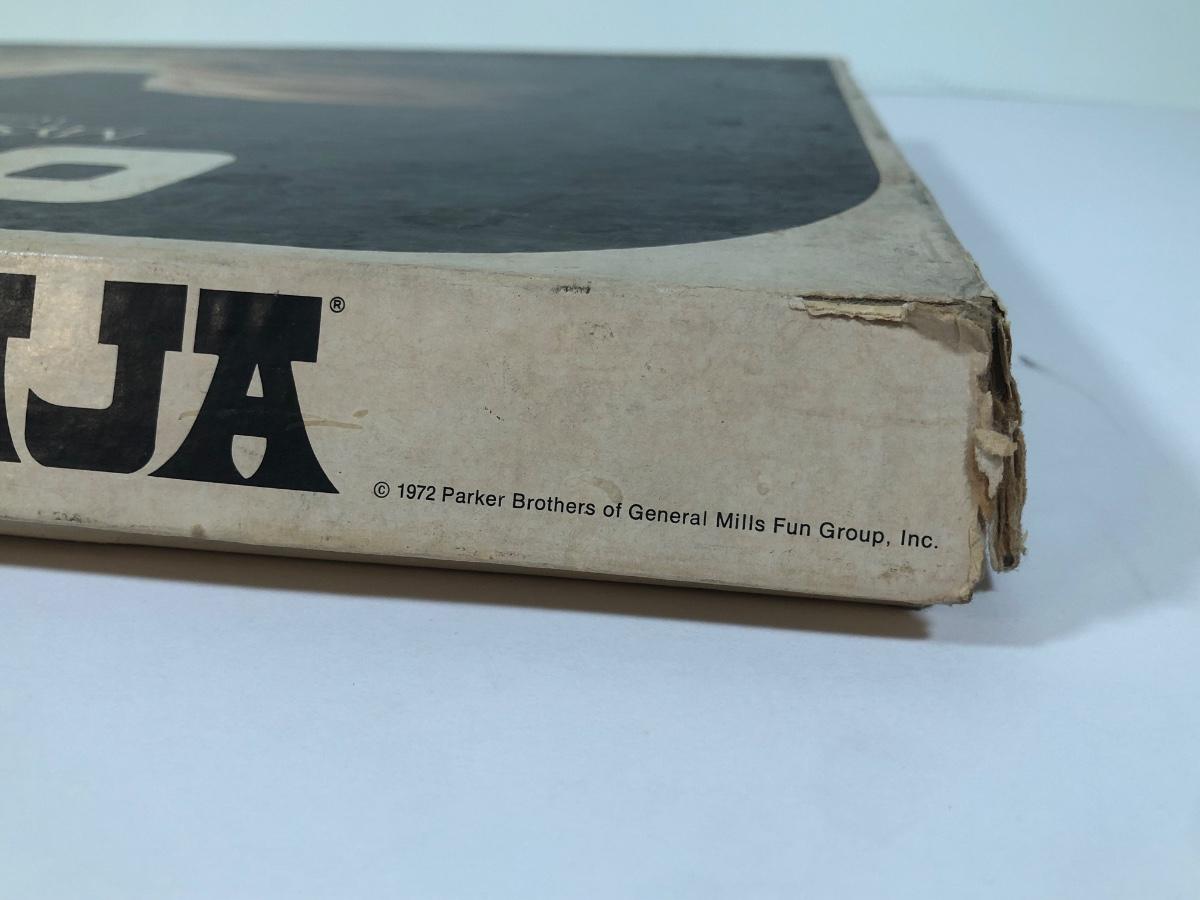 JA®
© 1972 Parker Brothers of General Mills Fun Group, Inc.